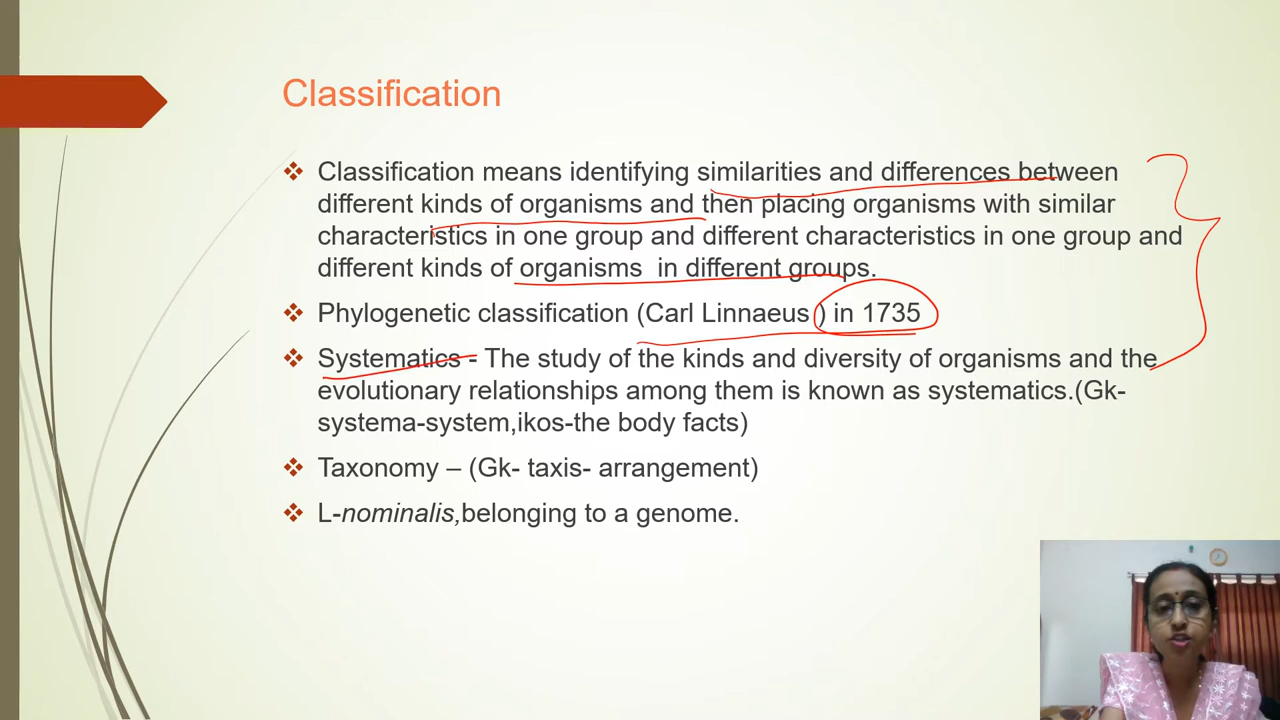 Classification
❖ Classification means identifying similarities and differences between
different kinds of organisms and then placing organisms with similar
characteristics in one group and different characteristics in one group and
different kinds of organisms in different groups.
❖ Phylogenetic classification (Carl Linnaeus ) in 1735
❖ Systematics - The study of the kinds and diversity of organisms and the
evolutionary relationships among them is known as systematics.(Gk-
systema-system,ikos-the body facts)
❖ Taxonomy – (Gk- taxis- arrangement)
❖ L-nominalis,belonging to a genome.